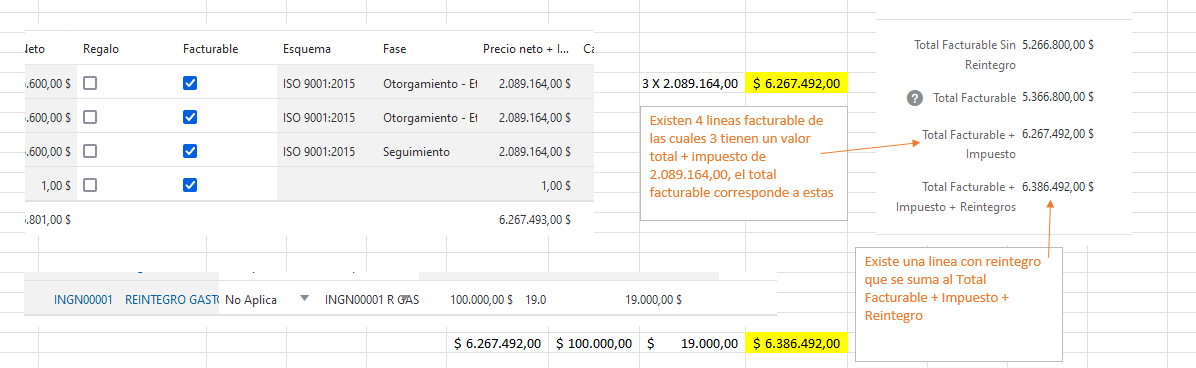 Neto Regalo Facturable Esquema Fase Precio neto + I... Ca
.600,00 $ ISO 9001:2015 Otorgamiento - Et 2.089.164,00 $
.600,00 $ ISO 9001:2015 Otorgamiento - Et 2.089.164,00 $
.600,00 $ ISO 9001:2015 Seguimiento 2.089.164,00 $
1,00 $ 1,00 $
.801,00 $ 6.267.493,00 $
3 X 2.089.164,00 $ 6.267.492,00
Existen 4 lineas facturable de
las cuales 3 tienen un valor
total + impuesto de
2.089.164,00, el total
facturable corresponde a estas
Total Facturable Sin 5.266.800,00 $
Reintegro
? Total Facturable 5.366.800,00 $
Total Facturable + 6.267.492,00 $
Impuesto
Total Facturable + 6.386.492,00 $
Impuesto + Reintegros
Existe una linea con reintegro
que se suma al Total
Facturable + Impuesto +
Reintegro
INGN00001 REINTEGRO GASTO No Aplica INGN00001 R GAS 100.000,00 $ 19.0 19.000,00 $
$ 6.267.492,00 $ 100.000,00 $ 19.000,00 $ 6.386.492,00